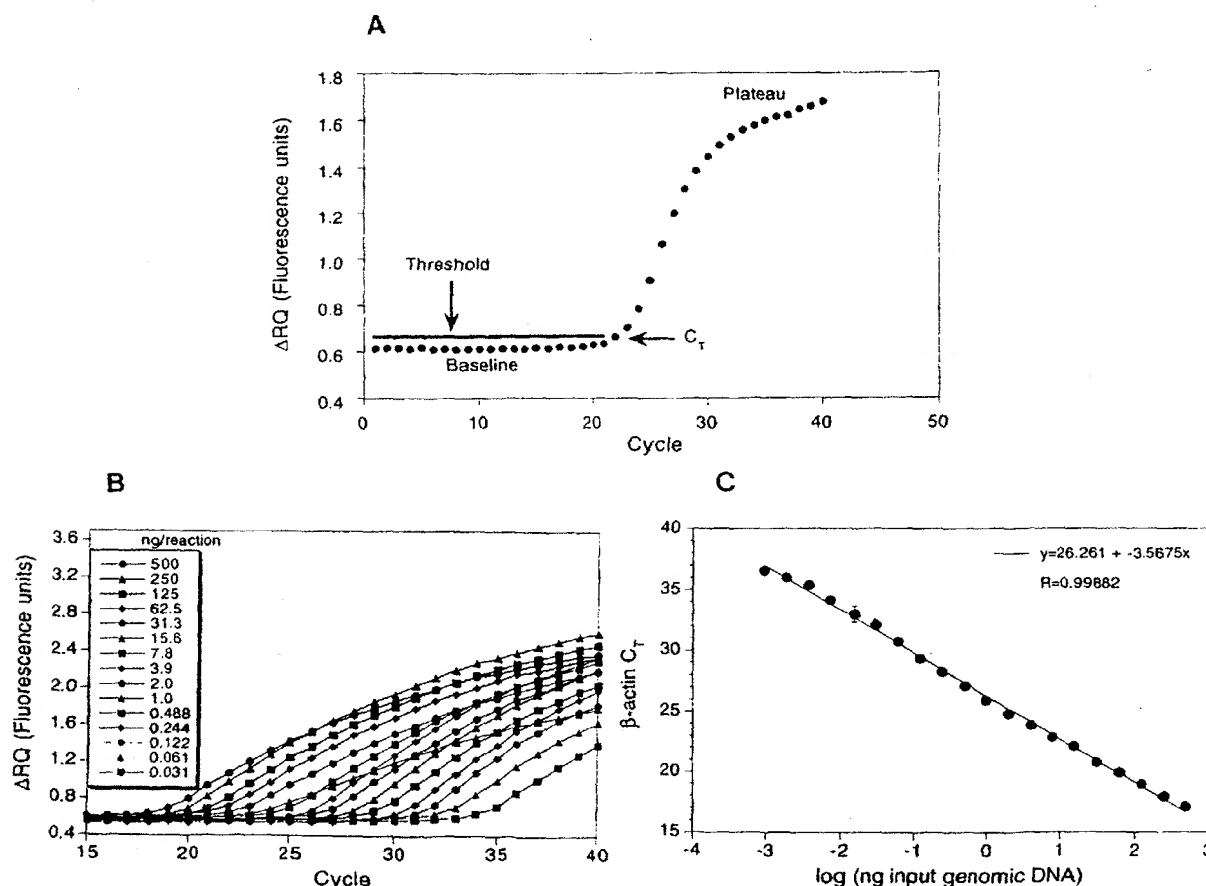 A
1.8
1.6
1.4
1.2
1.0
0.8
0.6
0.4
ΔRQ (Fluorescence units)
Plateau
Threshold
Baseline
C_T
0 10 20 30 40 50
Cycle
B
3.6
3.2
2.8
2.4
2.0
1.6
1.2
0.8
0.4
ΔRQ (Fluorescence units)
ng/reaction
500
250
125
62.5
31.3
15.6
7.8
3.9
2.0
1.0
0.488
0.244
0.122
0.061
0.031
15 20 25 30 35 40
Cycle
C
40
35
30
25
20
15
β-actin C_T
y=26.261 + -3.5675x
R=0.99882
-4 -3 -2 -1 0 1 2 3
log (ng input genomic DNA)